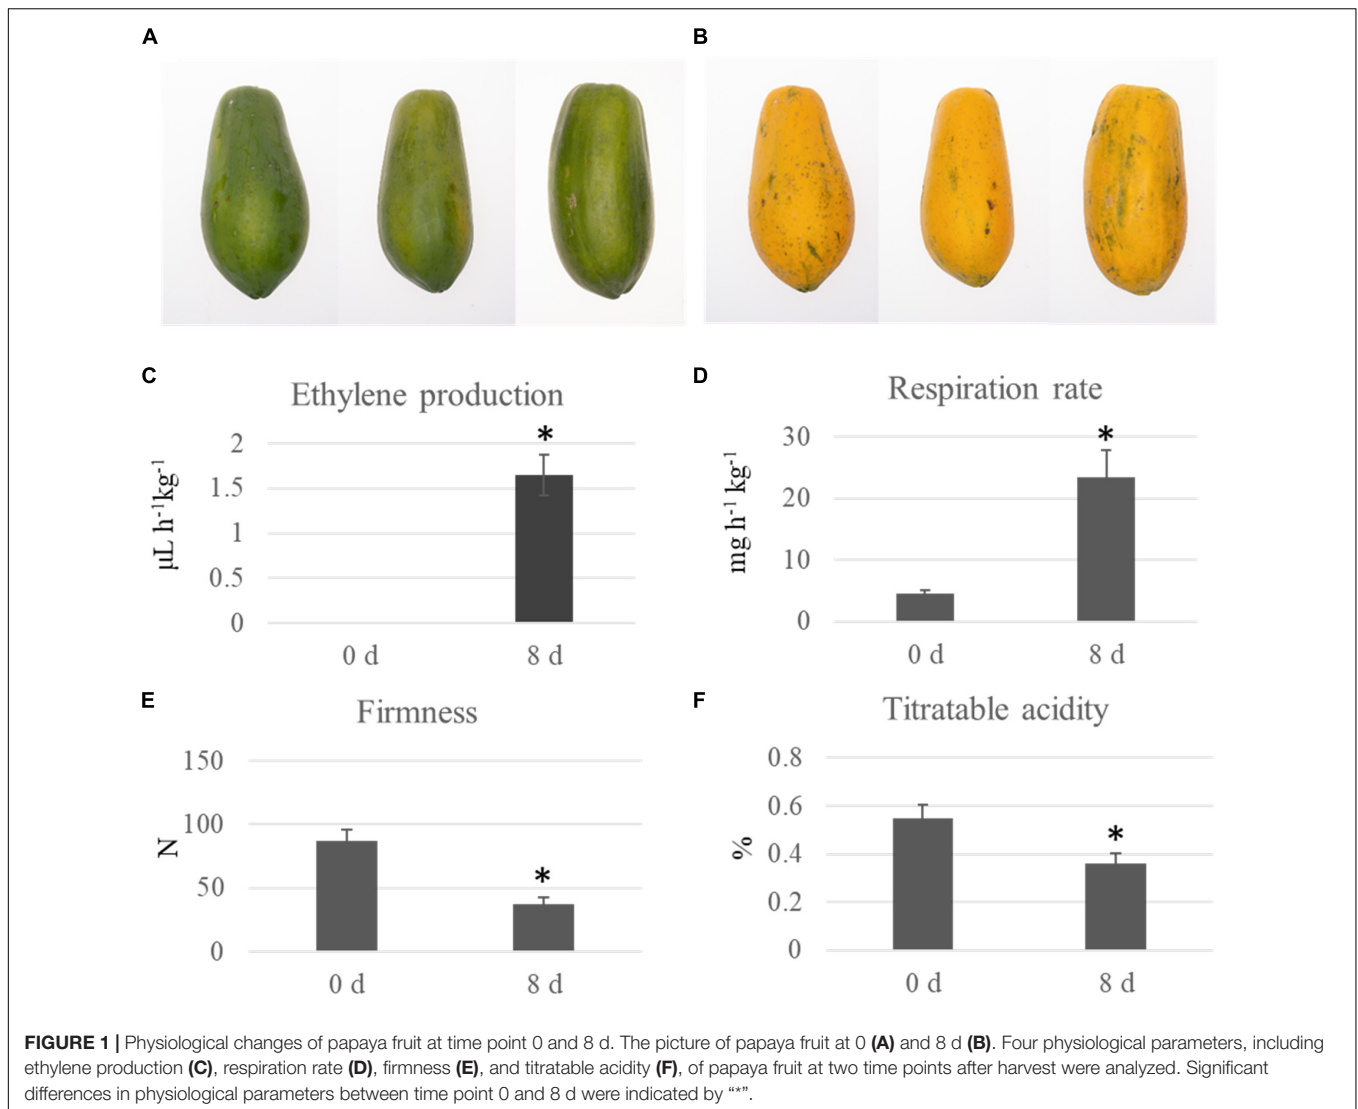 A
B
C
Ethylene production
µL h-1kg-1
2
1.5
1
0.5
0
*
0 d
8 d
D
Respiration rate
mg h-1 kg-1
30
20
10
0
*
0 d
8 d
E
Firmness
N
150
100
50
0
*
0 d
8 d
F
Titratable acidity
%
0.8
0.6
0.4
0.2
0
*
0 d
8 d
FIGURE 1 | Physiological changes of papaya fruit at time point 0 and 8 d. The picture of papaya fruit at 0 (A) and 8 d (B). Four physiological parameters, including
ethylene production (C), respiration rate (D), firmness (E), and titratable acidity (F), of papaya fruit at two time points after harvest were analyzed. Significant
differences in physiological parameters between time point 0 and 8 d were indicated by “*”.